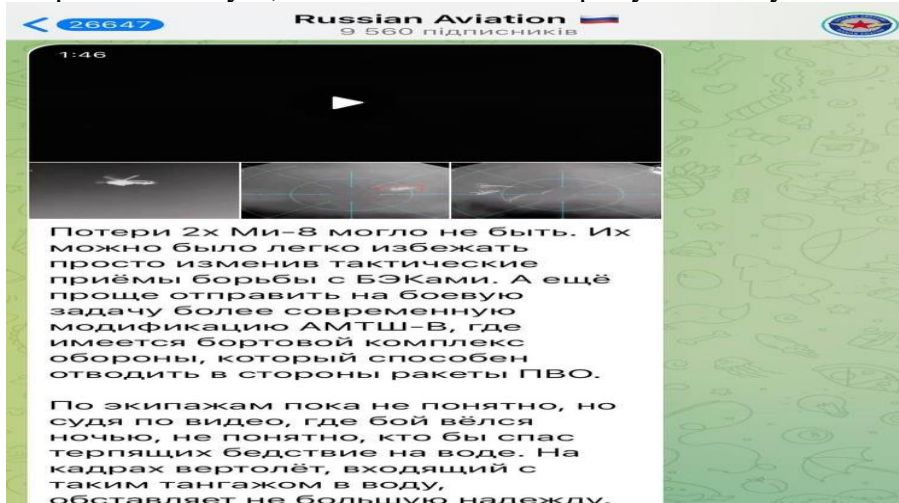 26647
Russian Aviation
9 560 підписників
1:46
Потери 2х Ми-8 могло не быть. Их
можно было легко избежать
просто изменив тактические
приёмы борьбы с БЭКами. А ещё
проще отправить на боевую
задачу более современную
модификацию АМТШ-В, где
имеется бортовой комплекс
обороны, который способен
отводить в стороны ракеты ПВО.
По экипажам пока не понятно, но
судя по видео, где бой вёлся
ночью, не понятно, кто бы спас
терпящих бедствие на воде. На
кадрах вертолёт, входящий с
таким тангажом в воду,
обставляет не большую надежду.